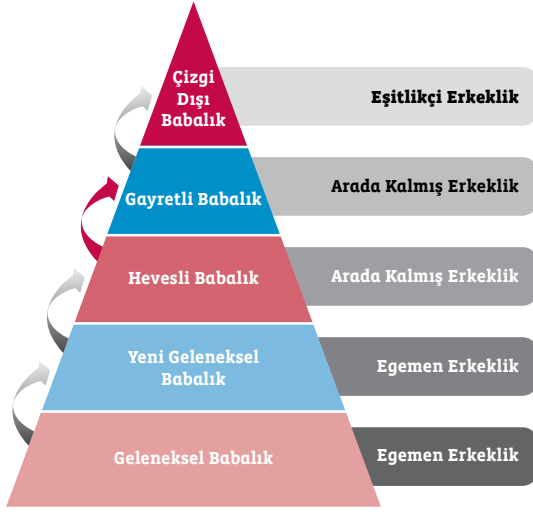 Çizgi
Dışı
Babalık
Eşitlikçi Erkeklik
Gayretli Babalık
Arada Kalmış Erkeklik
Hevesli Babalık
Arada Kalmış Erkeklik
Yeni Geleneksel
Babalık
Egemen Erkeklik
Geleneksel Babalık
Egemen Erkeklik